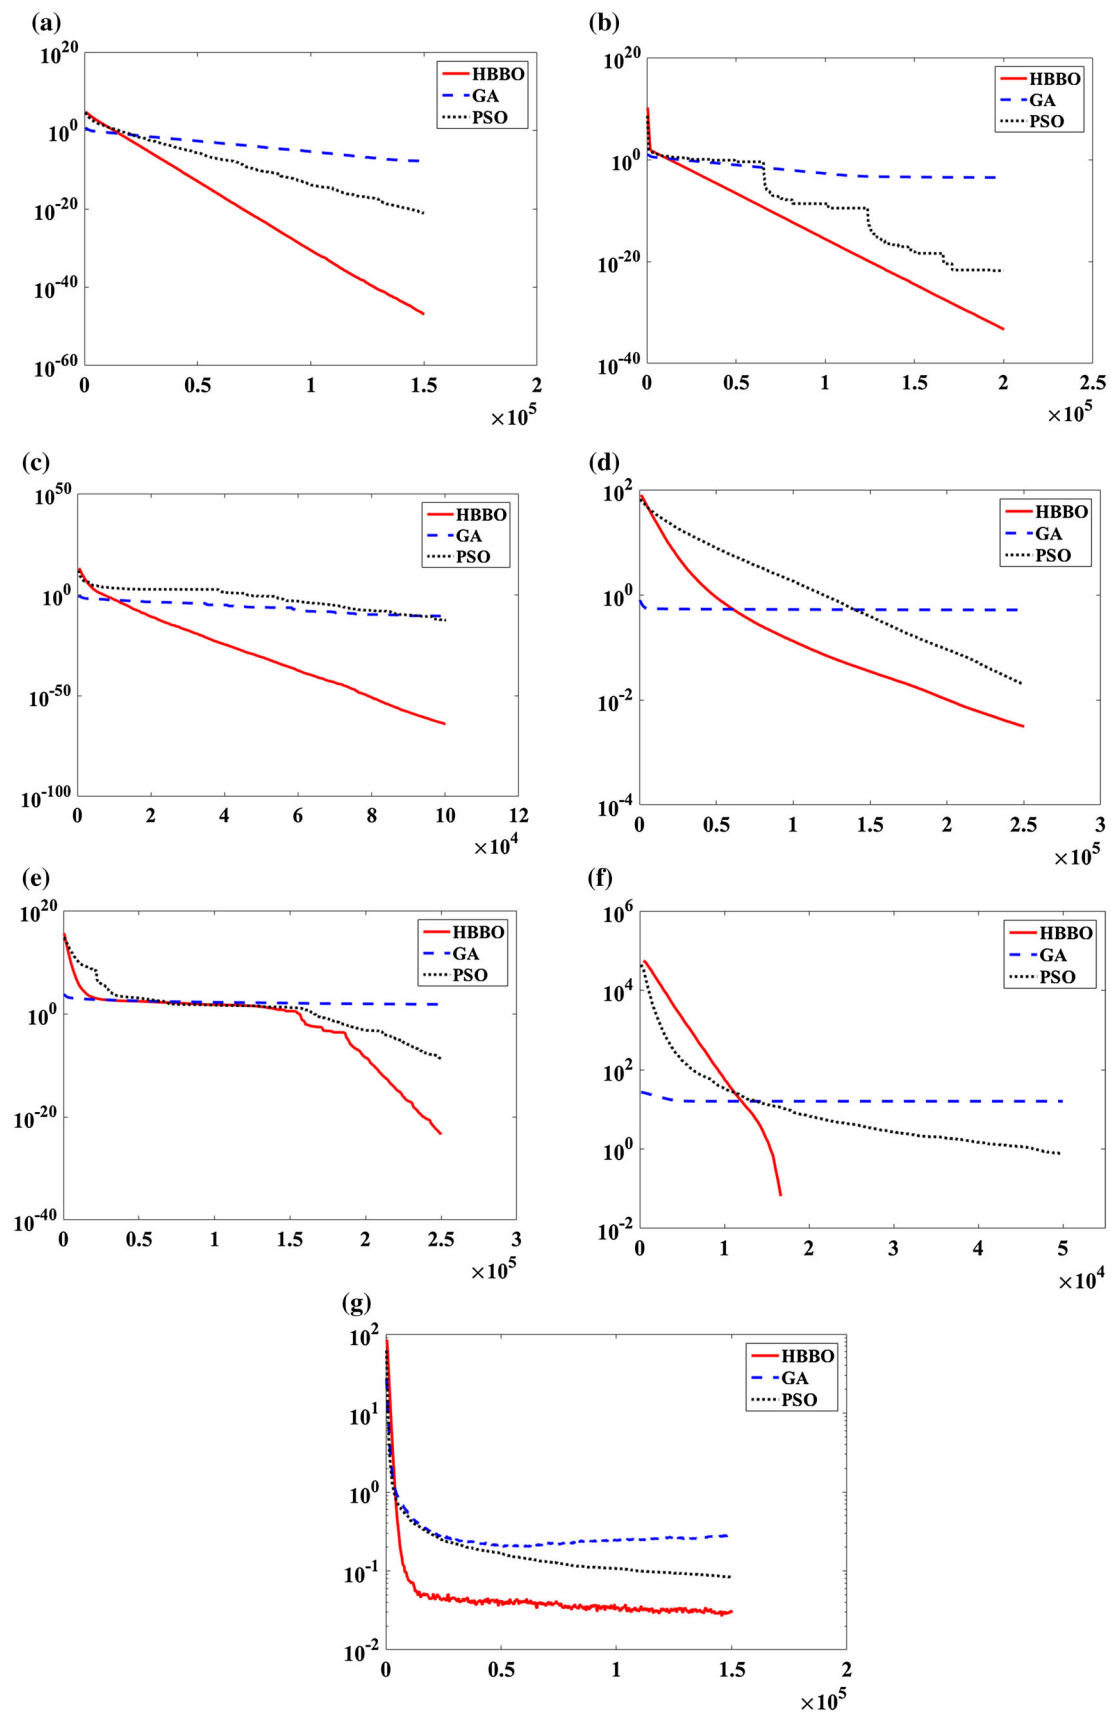 (a)
10^20
10^0
10^-20
10^-40
10^-60
0 0.5 1 1.5 2
×10^5
HBBO
GA
PSO
(b)
10^20
10^0
10^-20
10^-40
0 0.5 1 1.5 2 2.5
×10^5
HBBO
GA
PSO
(c)
10^50
10^0
10^-50
10^-100
0 2 4 6 8 10 12
×10^4
HBBO
GA
PSO
(d)
10^2
10^0
10^-2
10^-4
0 0.5 1 1.5 2 2.5 3
×10^5
HBBO
GA
PSO
(e)
10^20
10^0
10^-20
10^-40
0 0.5 1 1.5 2 2.5 3
×10^5
HBBO
GA
PSO
(f)
10^6
10^4
10^2
10^0
10^-2
0 1 2 3 4 5
×10^4
HBBO
GA
PSO
(g)
10^2
10^1
10^0
10^-1
10^-2
0 0.5 1 1.5 2
×10^5
HBBO
GA
PSO